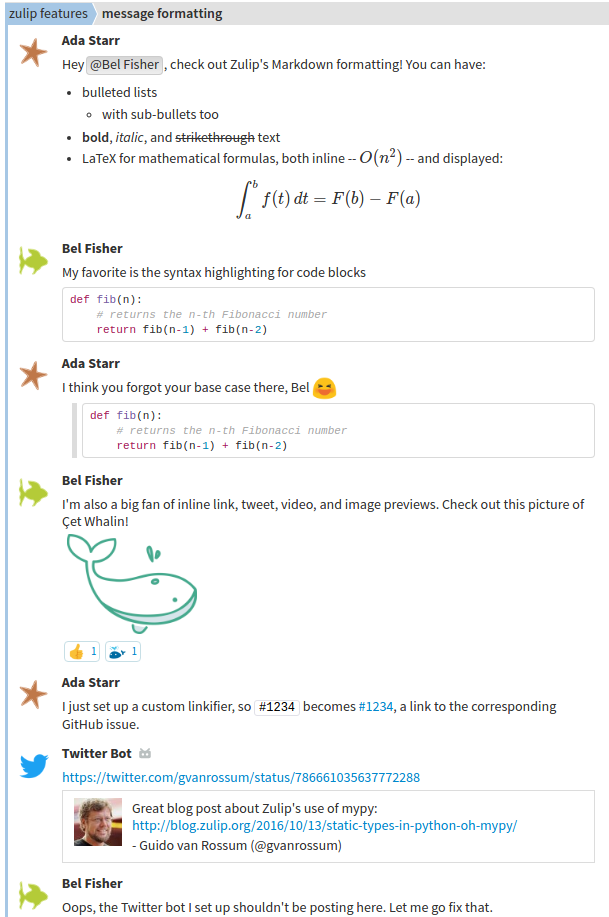 zulip features
message formatting
Ada Starr
Hey @Bel Fisher , check out Zulip's Markdown formatting! You can have:
• bulleted lists
◦ with sub-bullets too
• bold, italic, and strikethrough text
• LaTeX for mathematical formulas, both inline -- O(n²) -- and displayed:
∫ₐᵇ f(t) dt = F(b) − F(a)
Bel Fisher
My favorite is the syntax highlighting for code blocks
def fib(n):
    # returns the n-th Fibonacci number
    return fib(n-1) + fib(n-2)
Ada Starr
I think you forgot your base case there, Bel 😆
def fib(n):
    # returns the n-th Fibonacci number
    return fib(n-1) + fib(n-2)
Bel Fisher
I'm also a big fan of inline link, tweet, video, and image previews. Check out this picture of
Çet Whalin!
👍 1 🐳 1
Ada Starr
I just set up a custom linkifier, so #1234 becomes #1234, a link to the corresponding
GitHub issue.
Twitter Bot
https://twitter.com/gvanrossum/status/786661035637772288
Great blog post about Zulip's use of mypy:
http://blog.zulip.org/2016/10/13/static-types-in-python-oh-mypy/
- Guido van Rossum (@gvanrossum)
Bel Fisher
Oops, the Twitter bot I set up shouldn't be posting here. Let me go fix that.